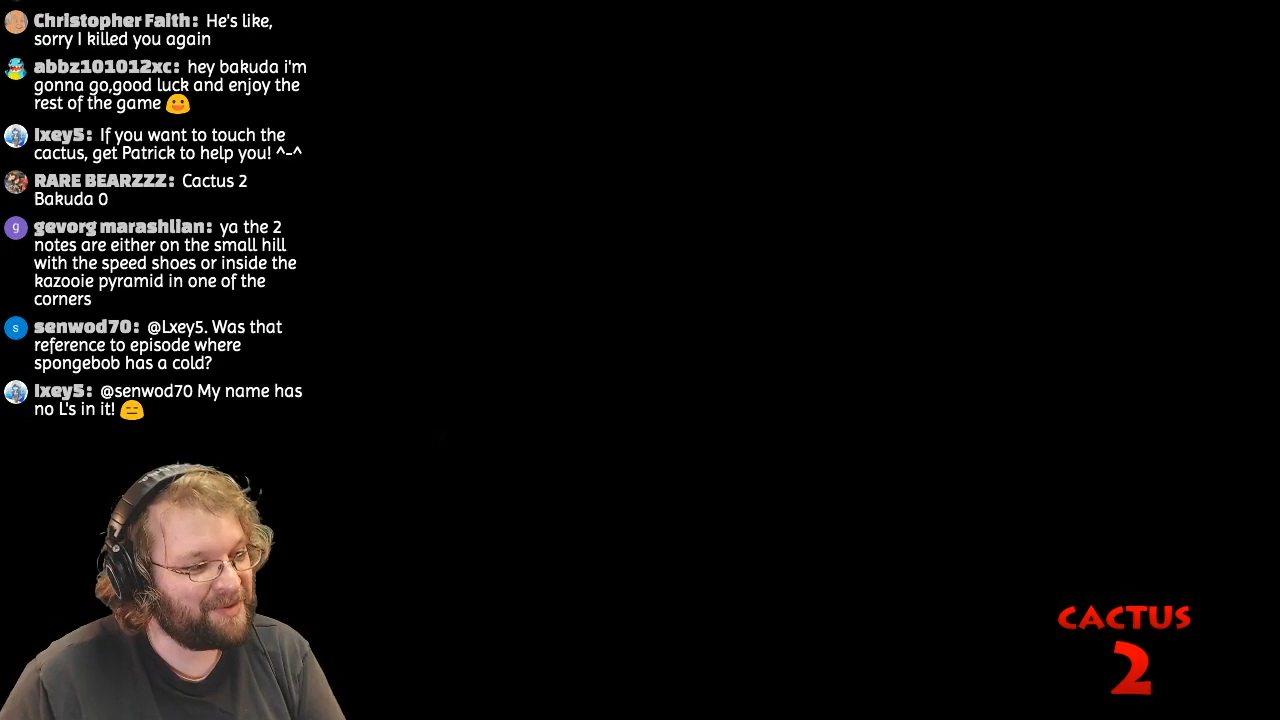 Christopher Faith: He's like,
sorry I killed you again
abbz101012xc: hey bakuda i'm
gonna go,good luck and enjoy the
rest of the game
lxey5: If you want to touch the
cactus, get Patrick to help you! ^-^
RARE BEARZZZ: Cactus 2
Bakuda 0
g
gevorg marashlian: ya the 2
notes are either on the small hill
with the speed shoes or inside the
kazooie pyramid in one of the
corners
s
senwod70: @Lxey5. Was that
reference to episode where
spongebob has a cold?
lxey5: @senwod70 My name has
no L's in it!
CACTUS
2